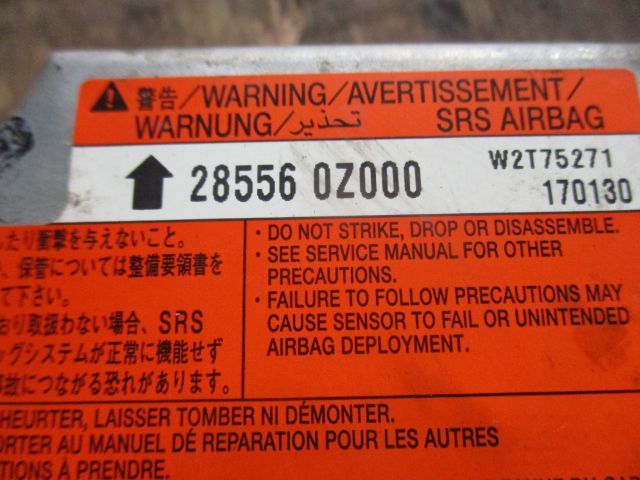 警告/WARNING/AVERTISSEMENT/
WARNUNG/تحذير SRS AIRBAG
28556 0Z000
W2T75271
170130
したり衝撃を与えないこと。
保管については整備要領書を
て下さい。
おり取扱わない場合、SRS
ッグシステムが正常に機能せず
事故につながる恐れがあります。
・DO NOT STRIKE, DROP OR DISASSEMBLE.
・SEE SERVICE MANUAL FOR OTHER
PRECAUTIONS.
・FAILURE TO FOLLOW PRECAUTIONS MAY
CAUSE SENSOR TO FAIL OR UNINTENDED
AIRBAG DEPLOYMENT.
HEURTER, LAISSER TOMBER NI DÉMONTER.
ORTER AU MANUEL DE RÉPARATION POUR LES AUTRES
TIONS À PRENDRE.